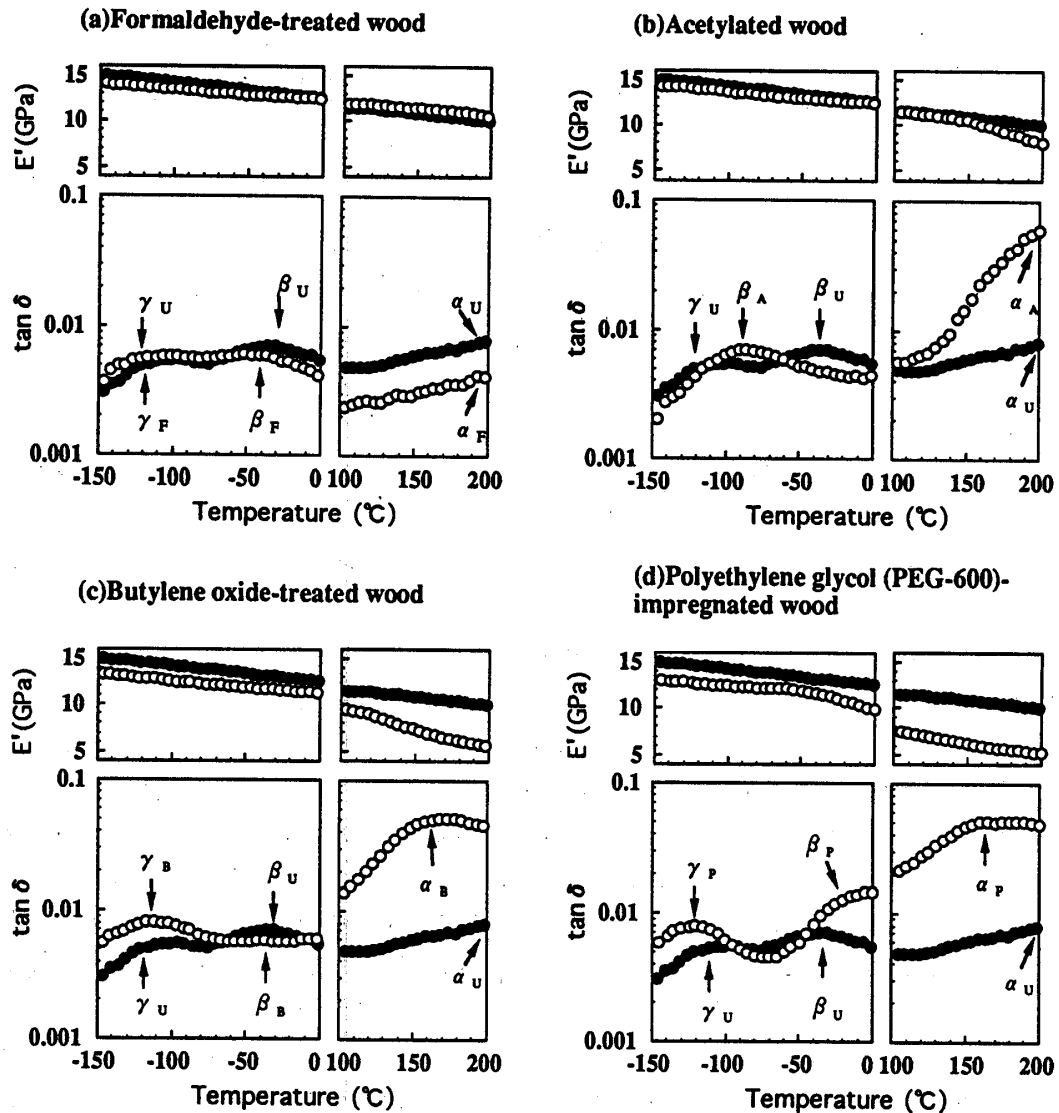 (a)Formaldehyde-treated wood
E'(GPa)
15
10
5
tan δ
0.1
0.01
0.001
γ U
β U
α U
γ F
β F
α F
-150
-100
-50
0
100
150
200
Temperature (℃)
(b)Acetylated wood
E'(GPa)
15
10
5
tan δ
0.1
0.01
0.001
γ U
β A
β U
α A
α U
-150
-100
-50
0
100
150
200
Temperature (℃)
(c)Butylene oxide-treated wood
E'(GPa)
15
10
5
tan δ
0.1
0.01
0.001
γ B
β U
α B
γ U
β B
α U
-150
-100
-50
0
100
150
200
Temperature (℃)
(d)Polyethylene glycol (PEG-600)-
impregnated wood
E'(GPa)
15
10
5
tan δ
0.1
0.01
0.001
γ P
β P
α P
γ U
β U
α U
-150
-100
-50
0
100
150
200
Temperature (℃)